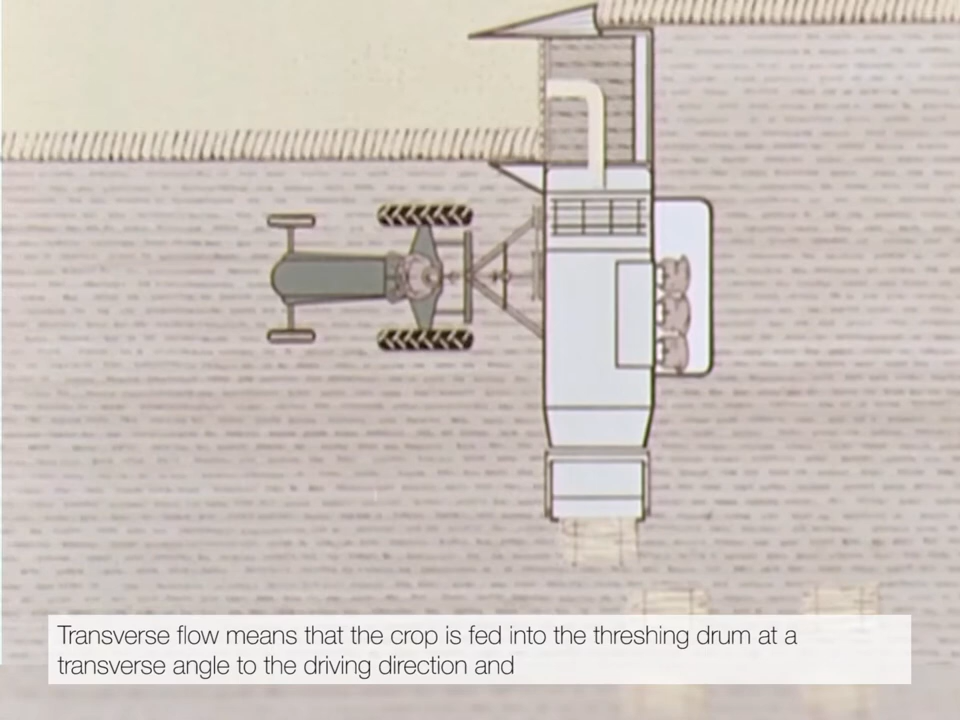 Transverse flow means that the crop is fed into the threshing drum at a
transverse angle to the driving direction and